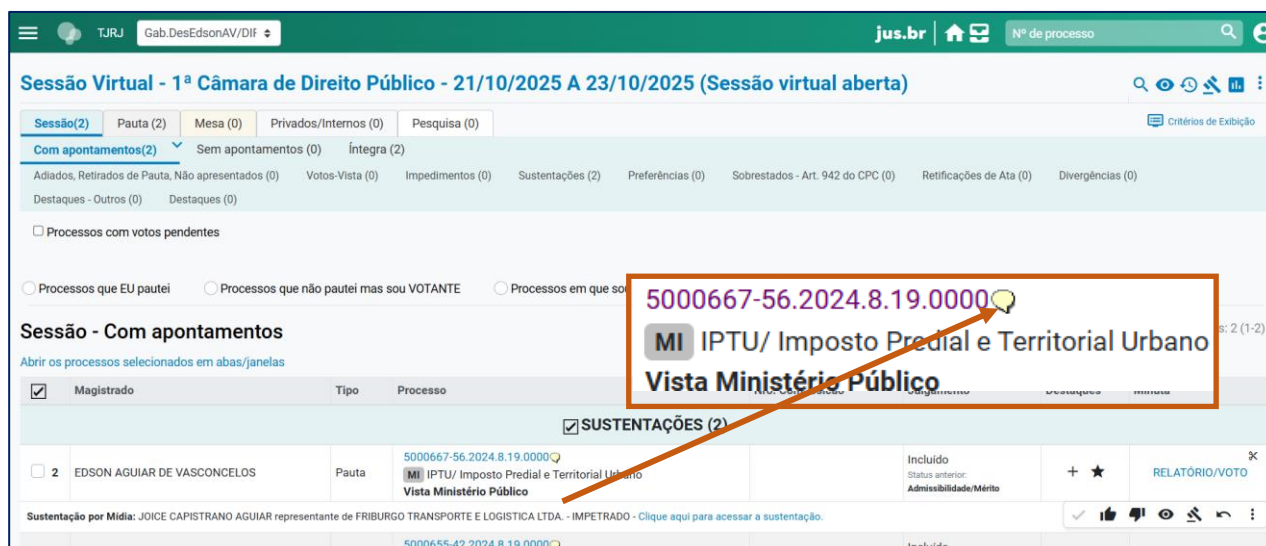 TJRJ Gab.DesEdsonAV/DIF jus.br Nº de processo
Sessão Virtual - 1ª Câmara de Direito Público - 21/10/2025 A 23/10/2025 (Sessão virtual aberta)
Sessão(2) Pauta (2) Mesa (0) Privados/Internos (0) Pesquisa (0) Critérios de Exibição
Com apontamentos(2) Sem apontamentos (0) Íntegra (2)
Adiados, Retirados de Pauta, Não apresentados (0) Votos-Vista (0) Impedimentos (0) Sustentações (2) Preferências (0) Sobrestados - Art. 942 do CPC (0) Retificações de Ata (0) Divergências (0)
Destaques - Outros (0) Destaques (0)
Processos com votos pendentes
Processos que EU pautei Processos que não pautei mas sou VOTANTE Processos em que
5000667-56.2024.8.19.0000
MI IPTU/ Imposto Predial e Territorial Urbano
Vista Ministério Público
Sessão - Com apontamentos 2 (1-2)
Abrir os processos selecionados em abas/janelas
Magistrado Tipo Processo
SUSTENTAÇÕES (2)
2 EDSON AGUIAR DE VASCONCELOS Pauta
5000667-56.2024.8.19.0000
MI IPTU/ Imposto Predial e Territorial Urbano
Vista Ministério Público
Incluído
Status anterior:
Admissibilidade/Mérito
RELATÓRIO/VOTO
Sustentação por Mídia: JOICE CAPISTRANO AGUIAR representante de FRIBURGO TRANSPORTE E LOGISTICA LTDA. - IMPETRADO - Clique aqui para acessar a sustentação.
5000655-42.2024.8.19.0000